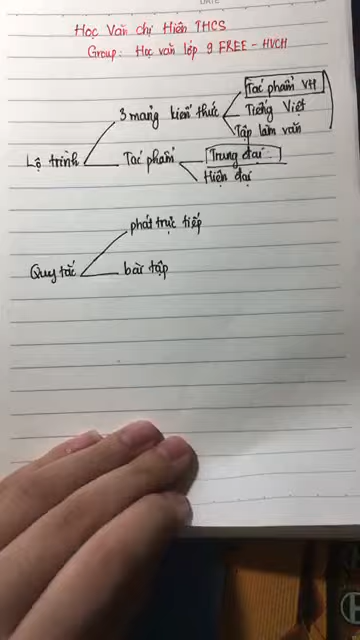 DATE
Học Văn chị Hiên THCS
Group: Học văn lớp 9 FREE - HVCH
Tác phẩm VH
3 mảng kiến thức
Tiếng Việt
Tập làm văn
Lộ trình
Tác phẩm
Trung đại
Hiện đại
phát trực tiếp
Quy tắc
bài tập